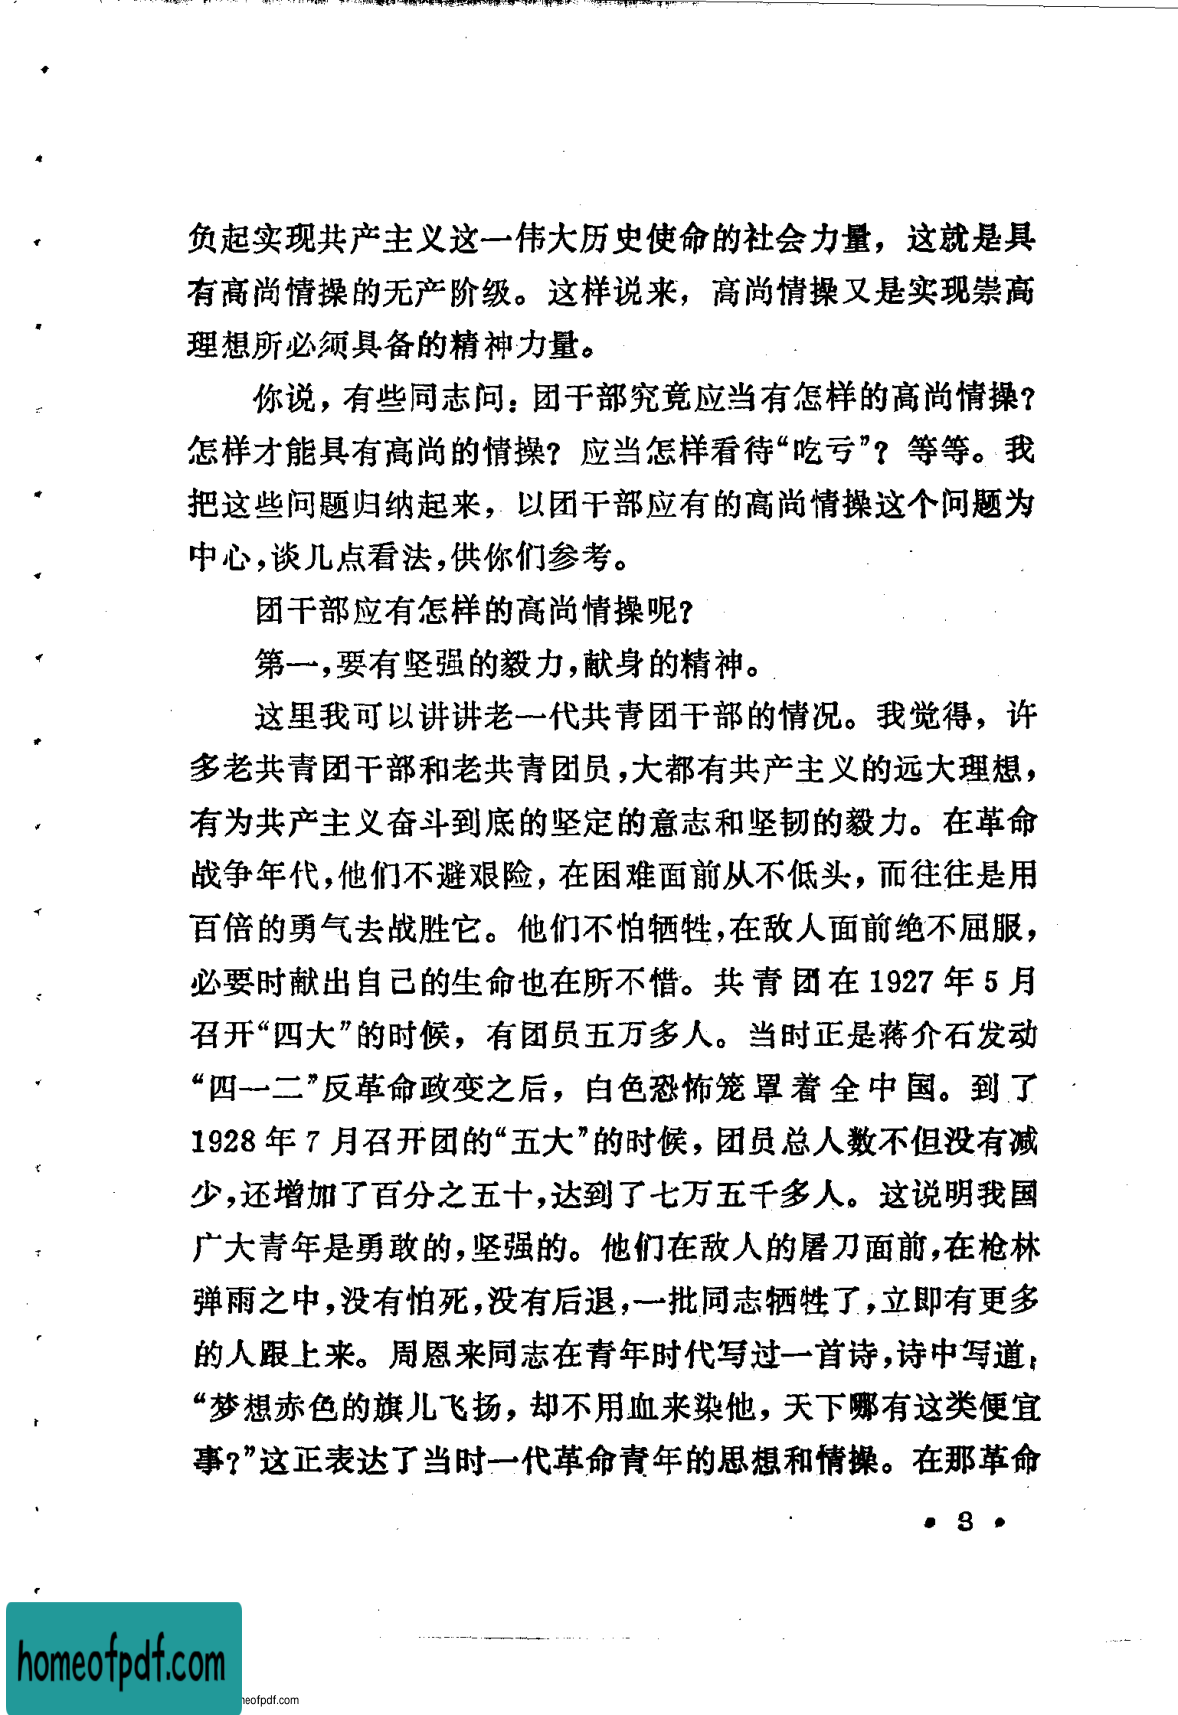 负起实现共产主义这一伟大历史使命的社会力量，这就是具
有高尚情操的无产阶级。这样说来，高尚情操又是实现崇高
理想所必须具备的精神力量。
你说，有些同志问：团干部究竟应当有怎样的高尚情操？
怎样才能具有高尚的情操？应当怎样看待“吃亏”？等等。我
把这些问题归纳起来，以团干部应有的高尚情操这个问题为
中心，谈几点看法，供你们参考。
团干部应有怎样的高尚情操呢？
第一，要有坚强的毅力，献身的精神。
这里我可以讲讲老一代共青团干部的情况。我觉得，许
多老共青团干部和老共青团员，大都有共产主义的远大理想，
有为共产主义奋斗到底的坚定的意志和坚韧的毅力。在革命
战争年代，他们不避艰险，在困难面前从不低头，而往往是用
百倍的勇气去战胜它。他们不怕牺牲，在敌人面前绝不屈服，
必要时献出自己的生命也在所不惜。共青团在1927年5月
召开“四大”的时候，有团员五万多人。当时正是蒋介石发动
“四一二”反革命政变之后，白色恐怖笼罩着全中国。到了
1928年7月召开团的“五大”的时候，团员总人数不但没有减
少，还增加了百分之五十，达到了七万五千多人。这说明我国
广大青年是勇敢的，坚强的。他们在敌人的屠刀面前，在枪林
弹雨之中，没有怕死，没有后退，一批同志牺牲了，立即有更多
的人跟上来。周恩来同志在青年时代写过一首诗，诗中写道：
“梦想赤色的旗儿飞扬，却不用血来染他，天下哪有这类便宜
事？”这正表达了当时一代革命青年的思想和情操。在那革命
• 3 •
homeofpdf.com
neofpdf.com